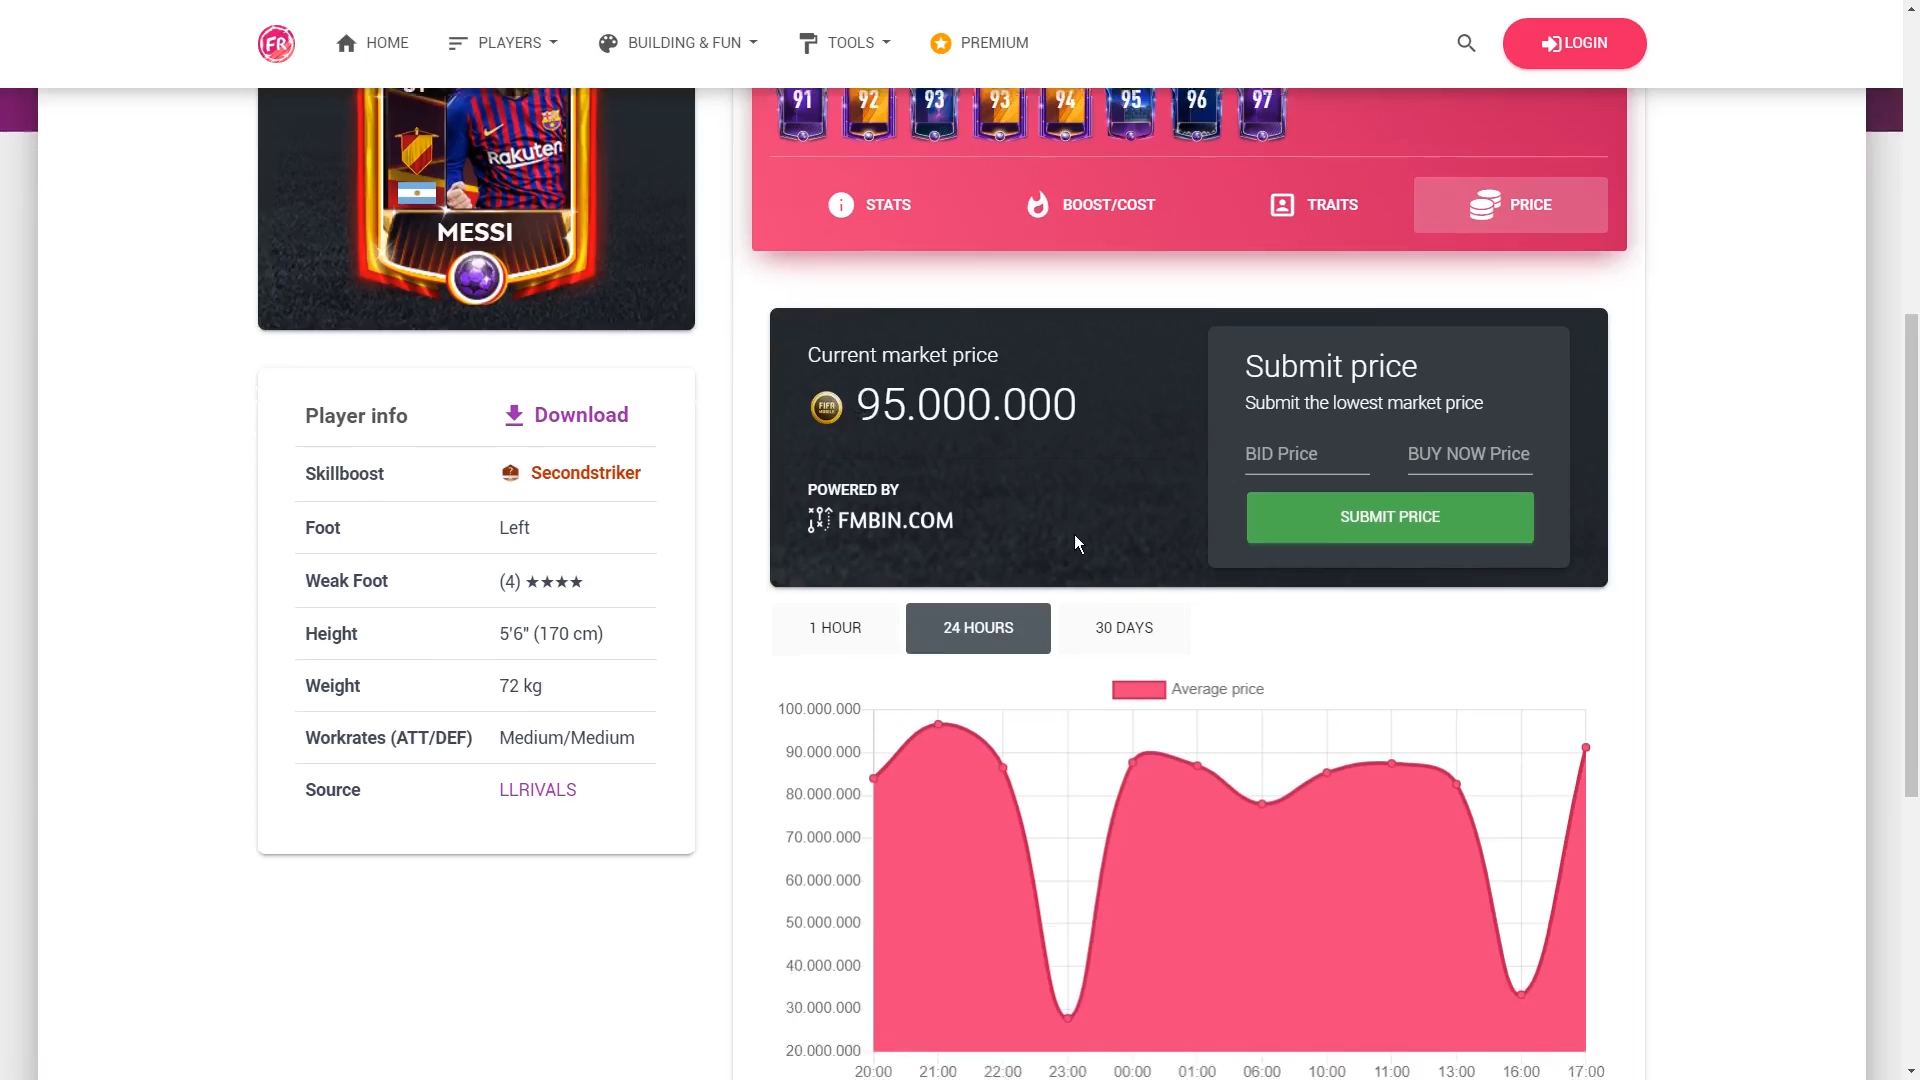 FR HOME PLAYERS BUILDING & FUN TOOLS PREMIUM LOGIN
91 92 93 93 94 95 96 97
Rakuten
MESSI
STATS BOOST/COST TRAITS PRICE
Current market price
FIFA MOBILE 95.000.000
POWERED BY
FMBIN.COM
Submit price
Submit the lowest market price
BID Price BUY NOW Price
SUBMIT PRICE
Player info Download
Skillboost Secondstriker
Foot Left
Weak Foot (4) ★★★★
Height 5'6" (170 cm)
Weight 72 kg
Workrates (ATT/DEF) Medium/Medium
Source LLRIVALS
1 HOUR 24 HOURS 30 DAYS
Average price
100.000.000
90.000.000
80.000.000
70.000.000
60.000.000
50.000.000
40.000.000
30.000.000
20.000.000
20:00 21:00 22:00 23:00 00:00 01:00 06:00 10:00 11:00 13:00 16:00 17:00